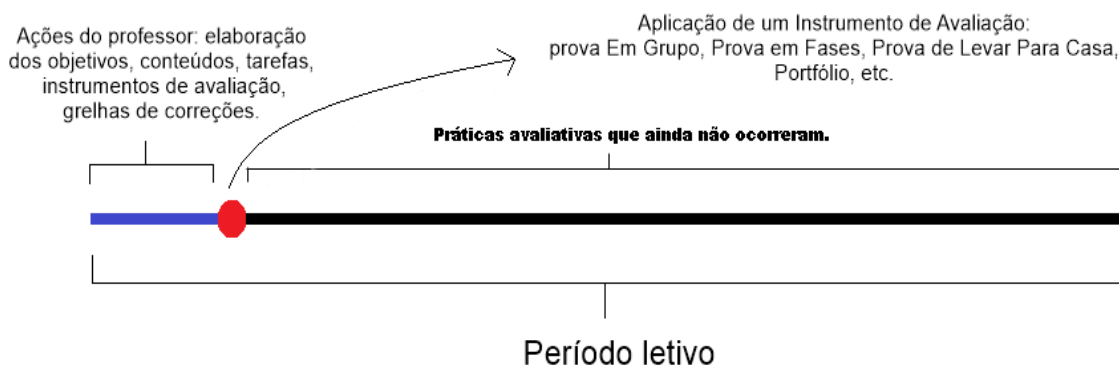 Ações do professor: elaboração
dos objetivos, conteúdos, tarefas,
instrumentos de avaliação,
grelhas de correções.
Aplicação de um Instrumento de Avaliação:
prova Em Grupo, Prova em Fases, Prova de Levar Para Casa,
Portfólio, etc.
Práticas avaliativas que ainda não ocorreram.
Período letivo